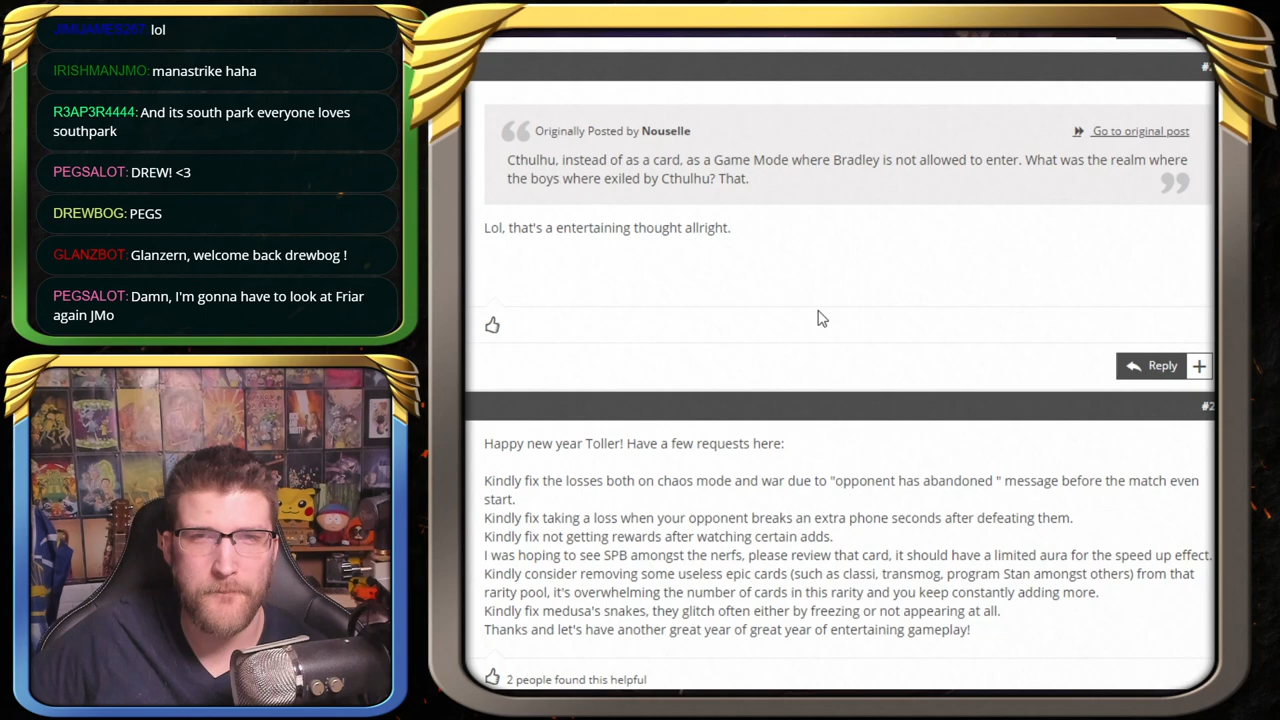 JIMJAMES267: lol
IRISHMANJMO: manastrike haha
R3AP3R4444: And its south park everyone loves
southpark
PEGSALOT: DREW! <3
DREWBOG: PEGS
GLANZBOT: Glanzern, welcome back drewbog !
PEGSALOT: Damn, I'm gonna have to look at Friar
again JMo
Originally Posted by Nouselle
Go to original post
Cthulhu, instead of as a card, as a Game Mode where Bradley is not allowed to enter. What was the realm where
the boys where exiled by Cthulhu? That.
Lol, that's a entertaining thought allright.
Reply
#2
Happy new year Toller! Have a few requests here:
Kindly fix the losses both on chaos mode and war due to "opponent has abandoned " message before the match even
start.
Kindly fix taking a loss when your opponent breaks an extra phone seconds after defeating them.
Kindly fix not getting rewards after watching certain adds.
I was hoping to see SPB amongst the nerfs, please review that card, it should have a limited aura for the speed up effect.
Kindly consider removing some useless epic cards (such as classi, transmog, program Stan amongst others) from that
rarity pool, it's overwhelming the number of cards in this rarity and you keep constantly adding more.
Kindly fix medusa's snakes, they glitch often either by freezing or not appearing at all.
Thanks and let's have another great year of great year of entertaining gameplay!
2 people found this helpful